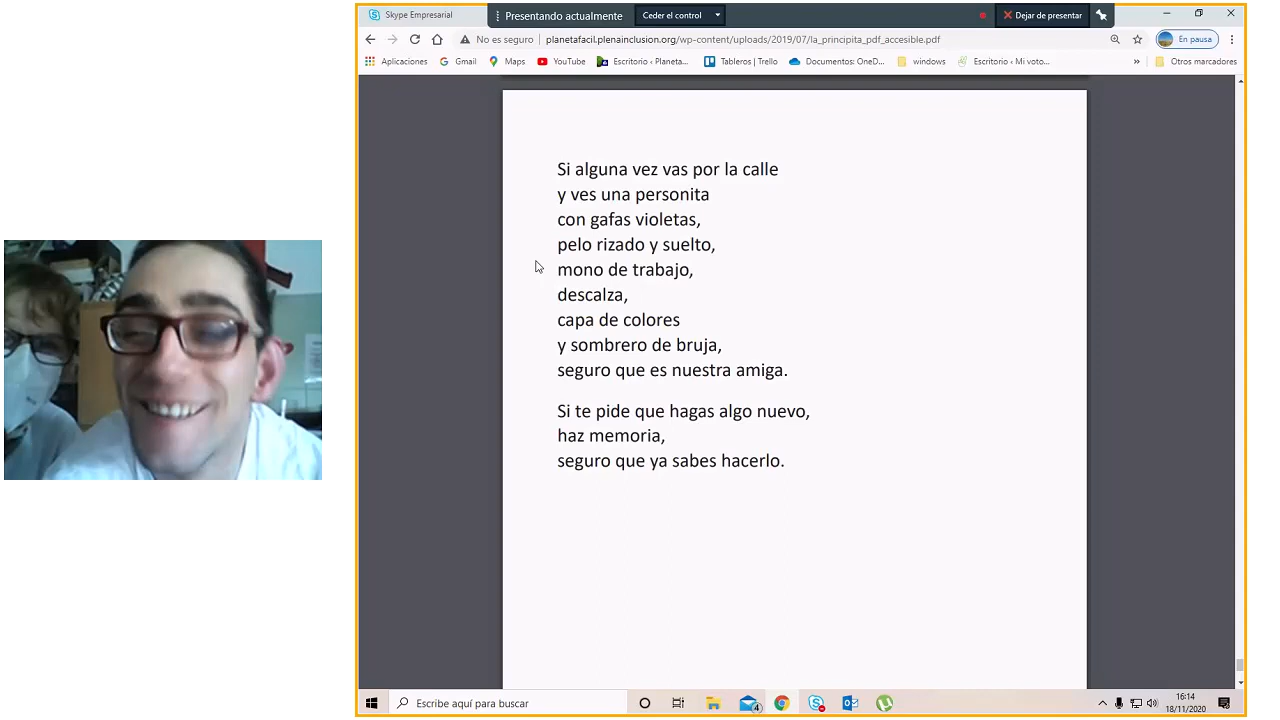 Skype Empresarial
Presentando actualmente
Ceder el control
Dejar de presentar
No es seguro
planetafacil.plenainclusion.org/wp-content/uploads/2019/07/la_principita_pdf_accesible.pdf
En pausa
Aplicaciones
Gmail
Maps
YouTube
Escritorio ‹ Planeta...
Tableros | Trello
Documentos: OneD...
windows
Escritorio ‹ Mi voto...
»
Otros marcadores
Si alguna vez vas por la calle
y ves una personita
con gafas violetas,
pelo rizado y suelto,
mono de trabajo,
descalza,
capa de colores
y sombrero de bruja,
seguro que es nuestra amiga.
Si te pide que hagas algo nuevo,
haz memoria,
seguro que ya sabes hacerlo.
Escribe aquí para buscar
4
16:14
18/11/2020